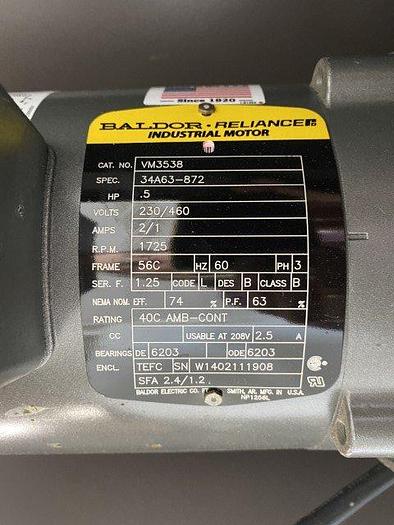 Since 1920
BALDOR • RELIANCE
INDUSTRIAL MOTOR
CAT. NO. VM3538
SPEC. 34A63-872
HP .5
VOLTS 230/460
AMPS 2/1
R.P.M. 1725
FRAME 56C HZ 60 PH 3
SER. F. 1.25 CODE L DES B CLASS B
NEMA NOM. EFF. 74 % P.F. 63 %
RATING 40C AMB-CONT
CC USABLE AT 208V 2.5 A
BEARINGS DE 6203 ODE 6203
ENCL. TEFC SN W1402111908
SFA 2.4/1.2
BALDOR ELECTRIC CO. FT. SMITH, AR. MFG. IN U.S.A.
NP1256L